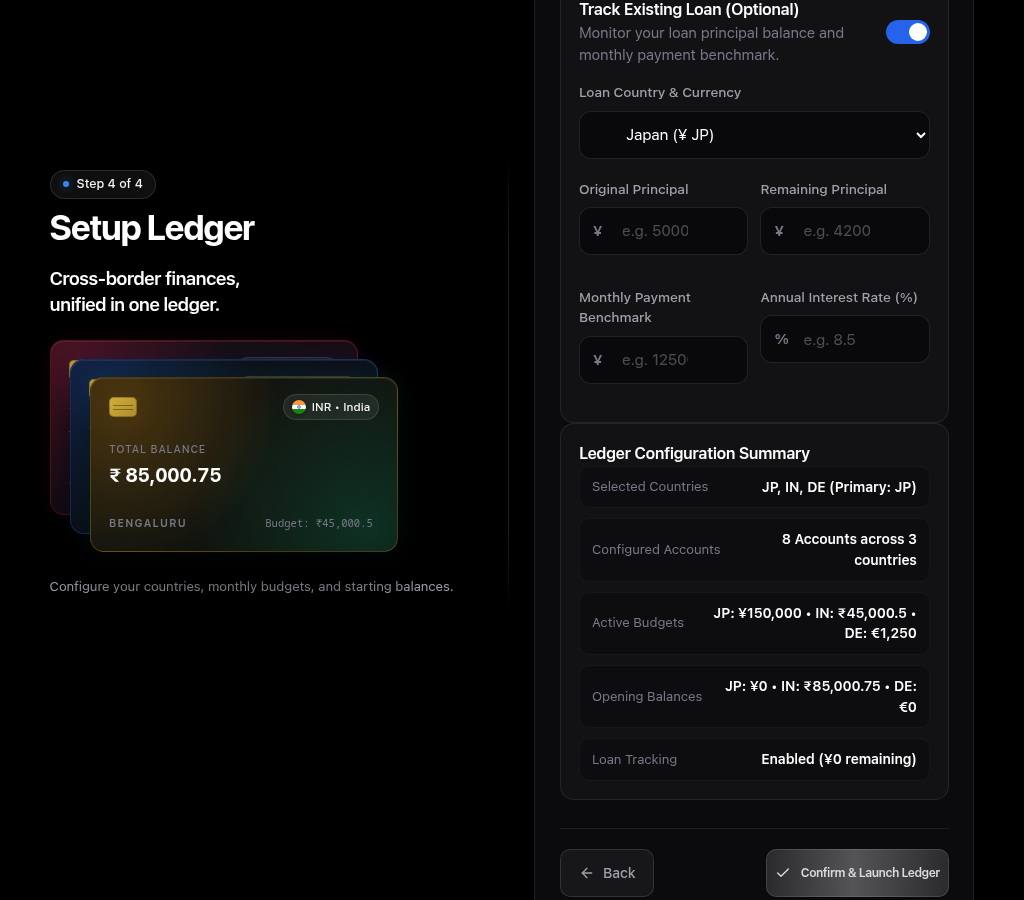 Step 4 of 4
Setup Ledger
Cross-border finances,
unified in one ledger.
INR • India
TOTAL BALANCE
₹ 85,000.75
BENGALURU
Budget: ₹45,000.5
Configure your countries, monthly budgets, and starting balances.
Track Existing Loan (Optional)
Monitor your loan principal balance and
monthly payment benchmark.
Loan Country & Currency
Japan (¥ JP)
Original Principal
Remaining Principal
¥ e.g. 5000
¥ e.g. 4200
Monthly Payment
Benchmark
Annual Interest Rate (%)
¥ e.g. 1250
% e.g. 8.5
Ledger Configuration Summary
Selected Countries
JP, IN, DE (Primary: JP)
Configured Accounts
8 Accounts across 3
countries
Active Budgets
JP: ¥150,000 • IN: ₹45,000.5 •
DE: €1,250
Opening Balances
JP: ¥0 • IN: ₹85,000.75 • DE:
€0
Loan Tracking
Enabled (¥0 remaining)
Back
Confirm & Launch Ledger